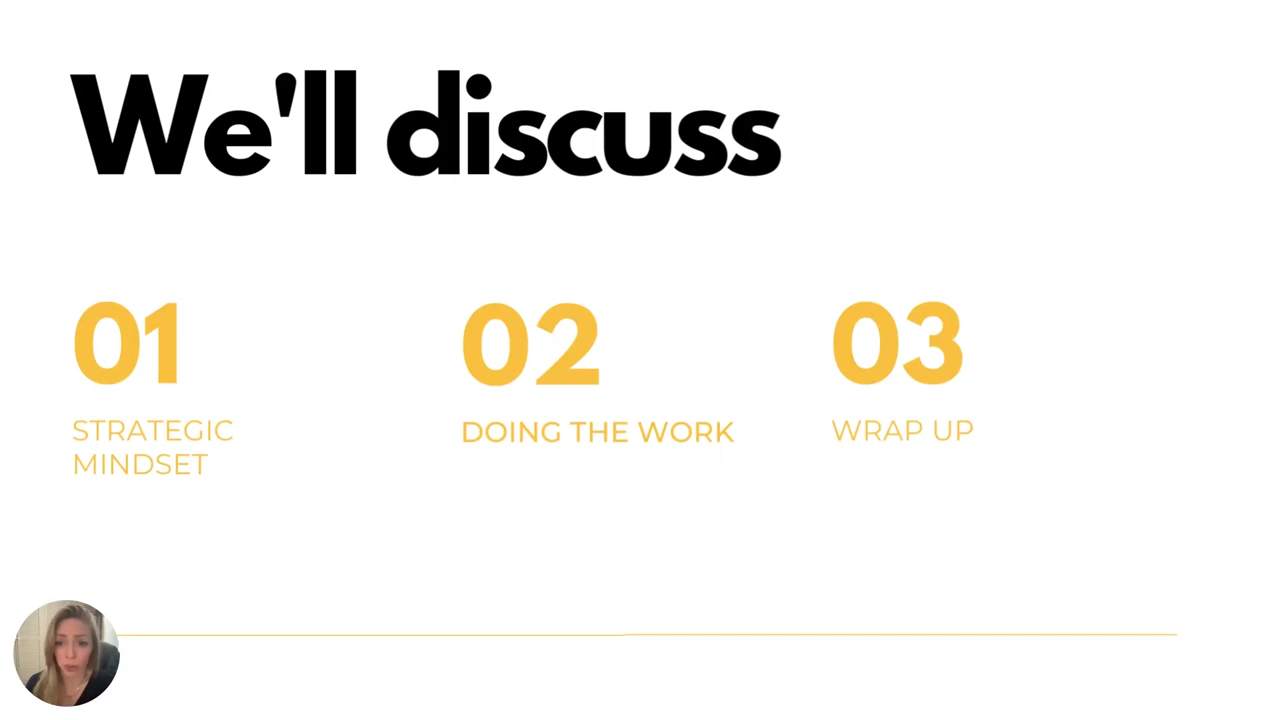 We'll discuss
01
STRATEGIC
MINDSET
02
DOING THE WORK
03
WRAP UP